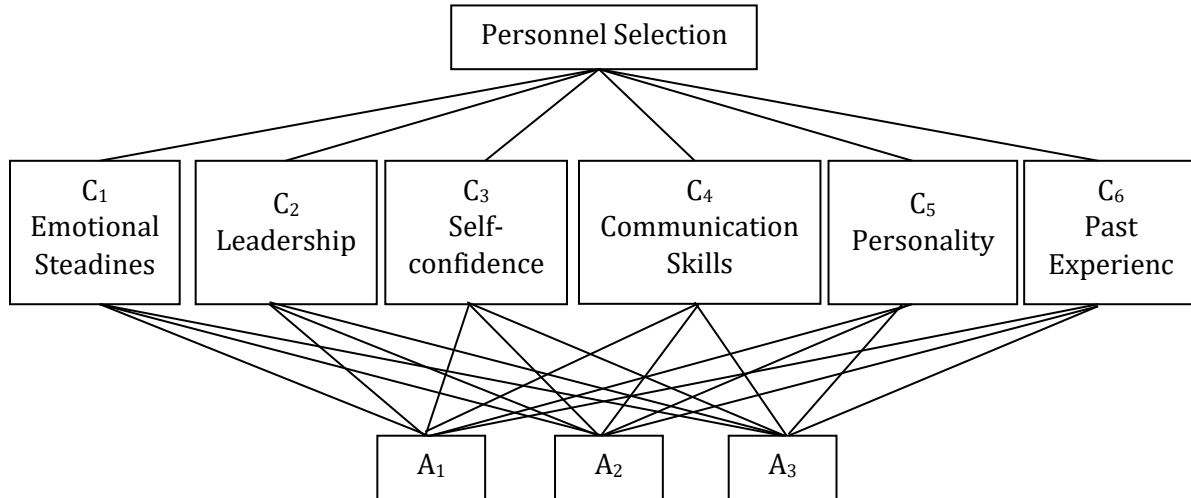 Personnel Selection
C₁
Emotional
Steadines
C₂
Leadership
C₃
Self-
confidence
C₄
Communication
Skills
C₅
Personality
C₆
Past
Experienc
A₁
A₂
A₃